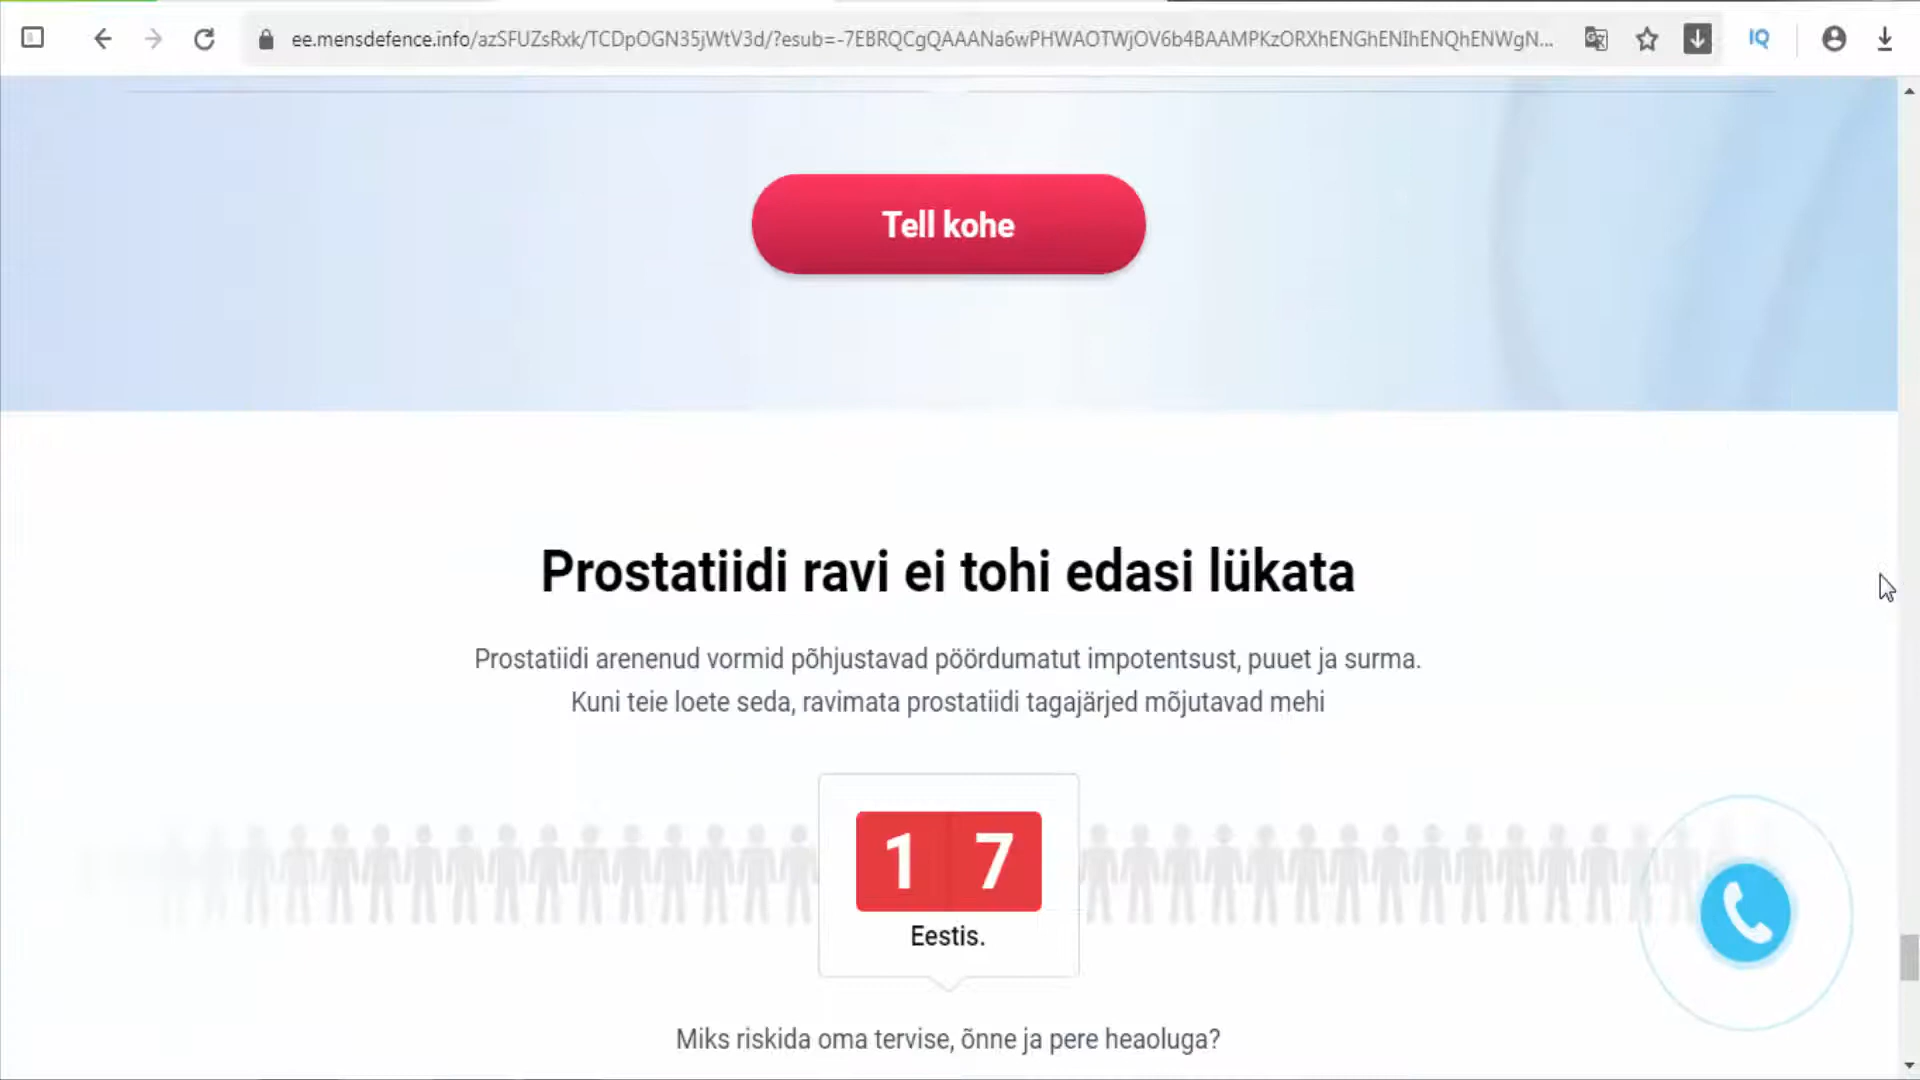 ee.mensdefence.info/azSFUZsRxk/TCDpOGN35jWtV3d/?esub=-7EBRQCgQAAANa6wPHWAOTWjOV6b4BAAMPKzORXhENGhENIhENQhENWgN...
IQ
Tell kohe
Prostatiidi ravi ei tohi edasi lükata
Prostatiidi arenenud vormid põhjustavad pöördumatut impotentsust, puuet ja surma.
Kuni teie loete seda, ravimata prostatiidi tagajärjed mõjutavad mehi
1 7
Eestis.
Miks riskida oma tervise, õnne ja pere heaoluga?